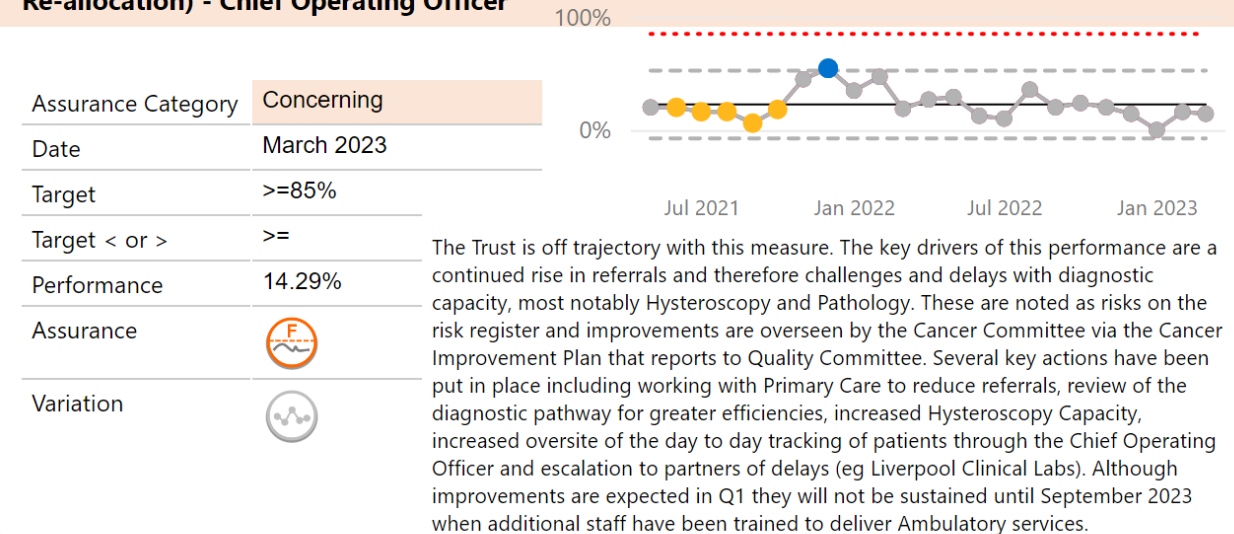 Re-allocation) - Chief Operating Officer
100%
0%
Jul 2021
Jan 2022
Jul 2022
Jan 2023
Assurance Category Concerning
Date March 2023
Target >=85%
Target < or > >=
Performance 14.29%
Assurance F
Variation
The Trust is off trajectory with this measure. The key drivers of this performance are a
continued rise in referrals and therefore challenges and delays with diagnostic
capacity, most notably Hysteroscopy and Pathology. These are noted as risks on the
risk register and improvements are overseen by the Cancer Committee via the Cancer
Improvement Plan that reports to Quality Committee. Several key actions have been
put in place including working with Primary Care to reduce referrals, review of the
diagnostic pathway for greater efficiencies, increased Hysteroscopy Capacity,
increased oversite of the day to day tracking of patients through the Chief Operating
Officer and escalation to partners of delays (eg Liverpool Clinical Labs). Although
improvements are expected in Q1 they will not be sustained until September 2023
when additional staff have been trained to deliver Ambulatory services.